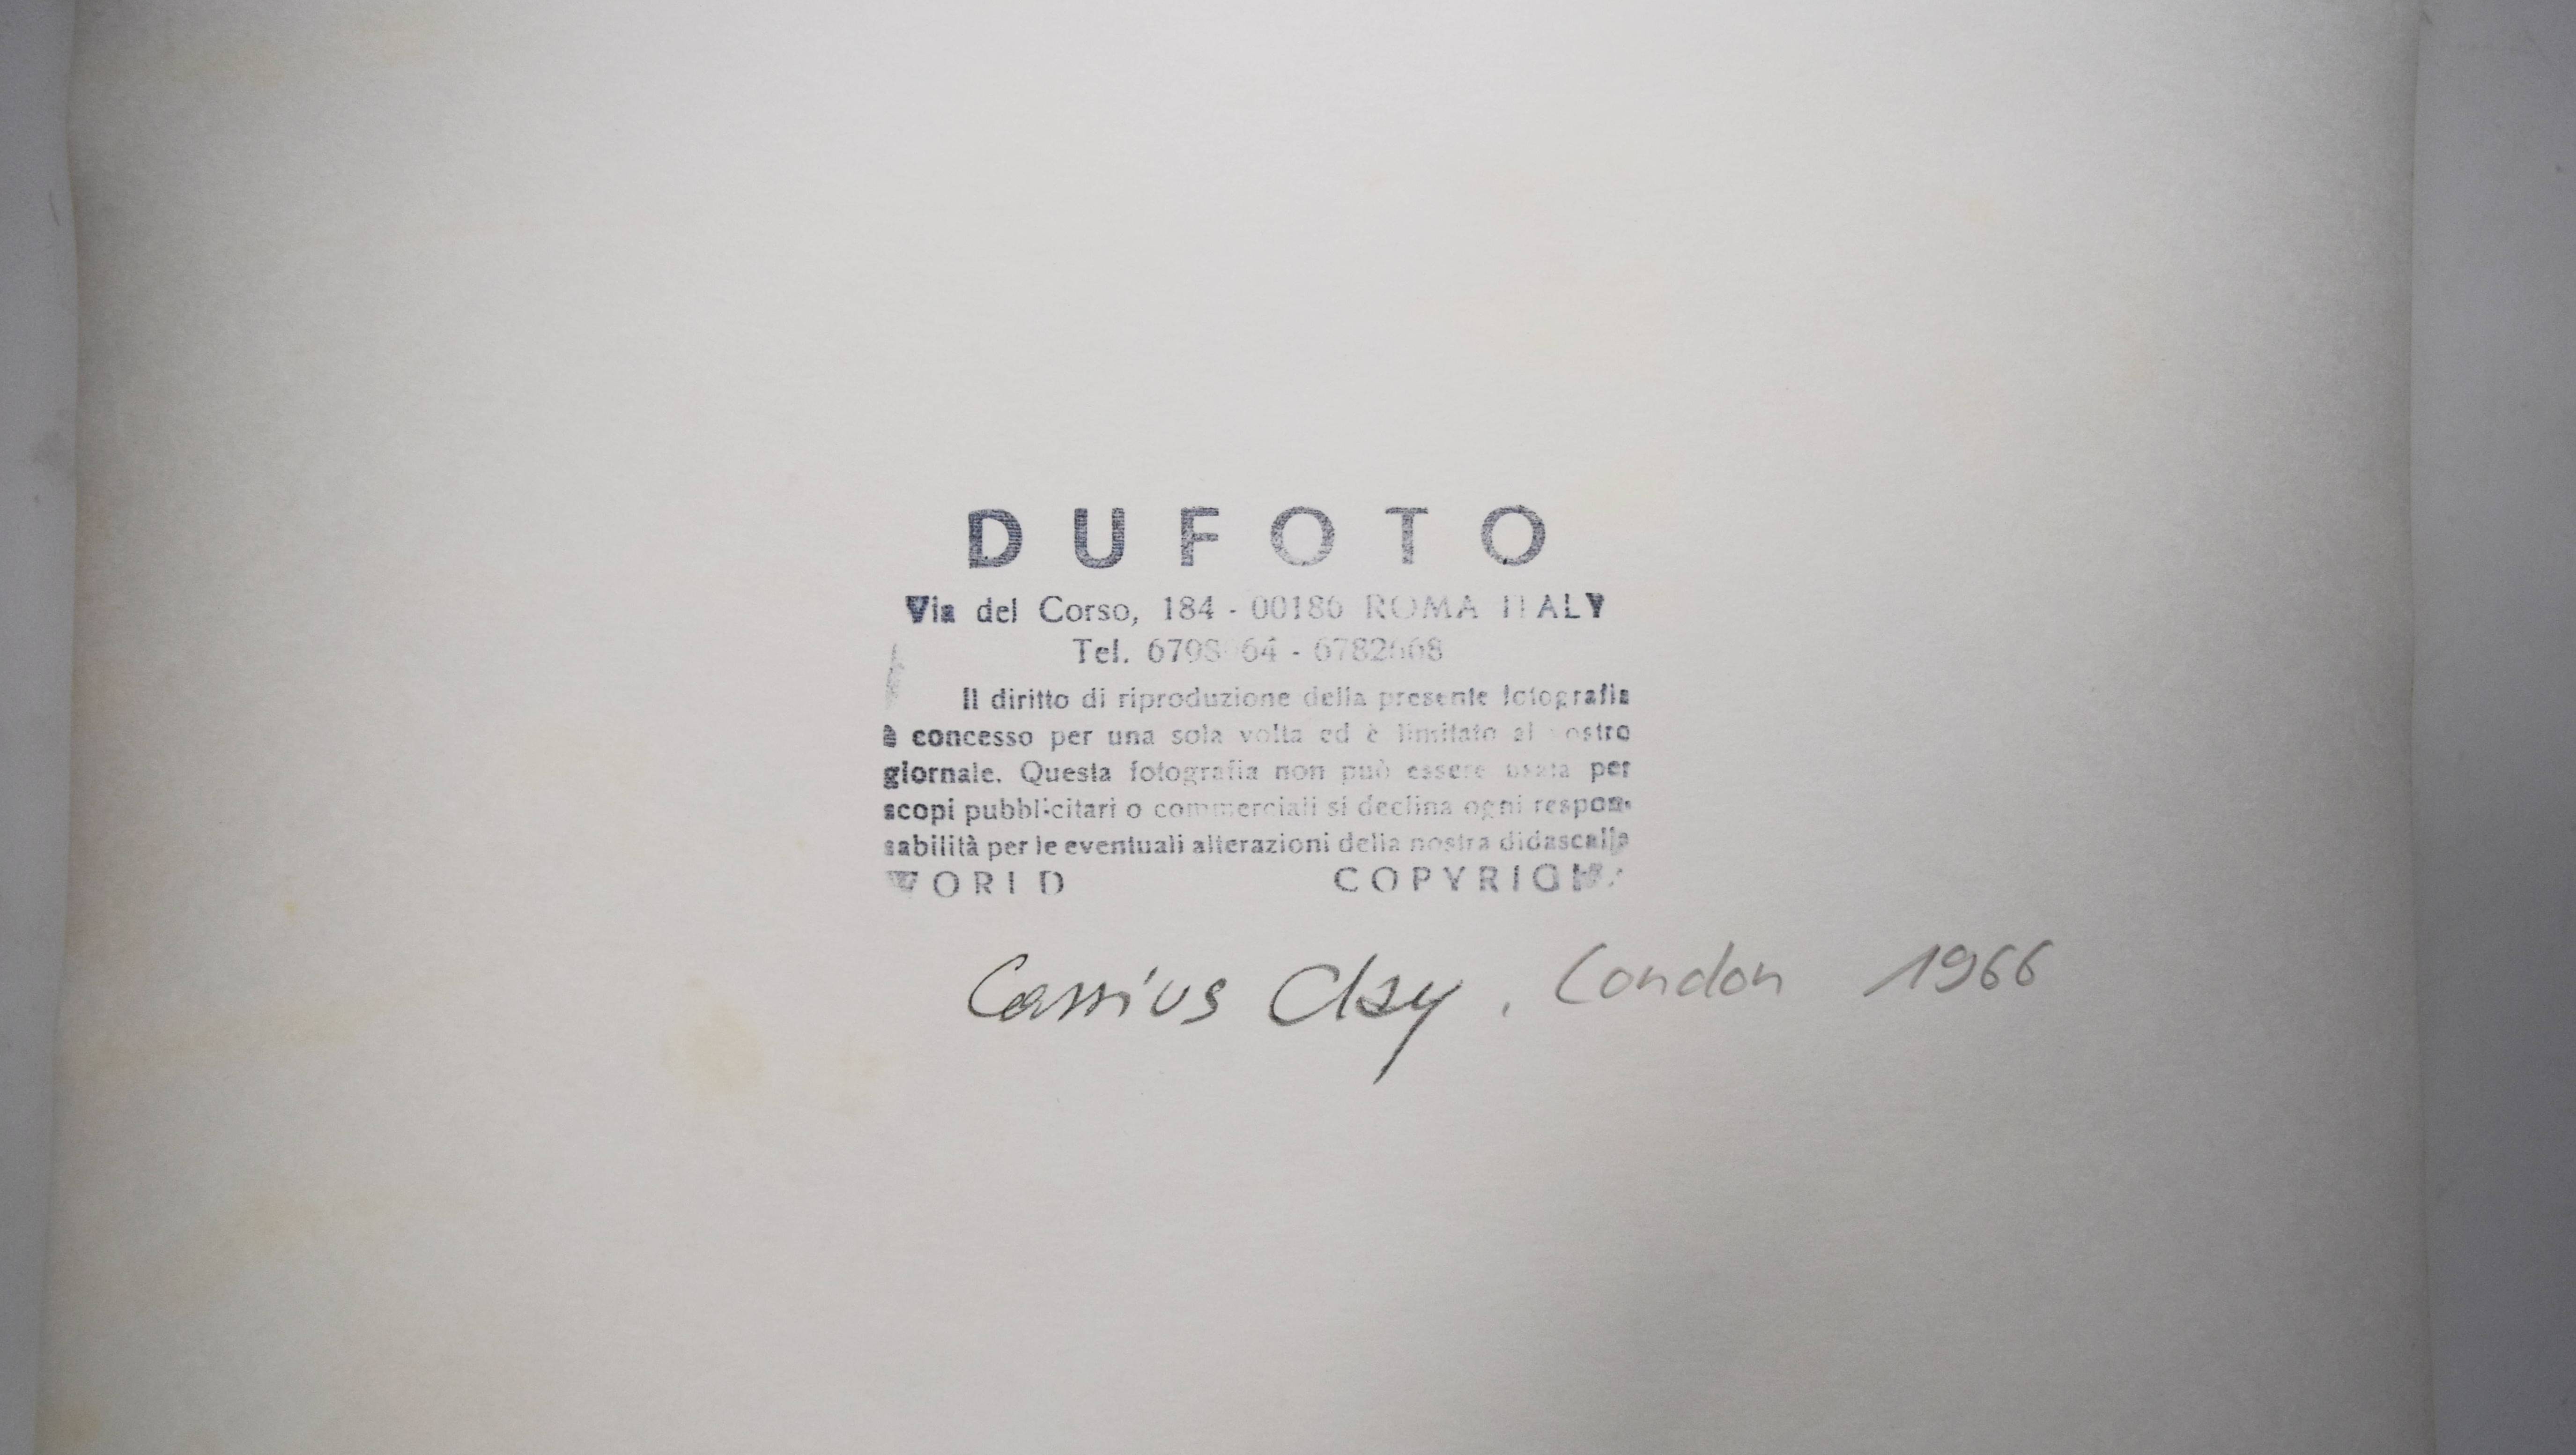 DUFOTO
Via del Corso, 184 - 00186 ROMA ITALY
Tel. - 
Il diritto di riproduzione della presente fotografia
è concesso per una sola volta ed è limitato al
giornale. Questa fotografia non può essere usata per
scopi pubblicitari o commerciali si declina ogni respon-
sabilità per le eventuali alterazioni della nostra didascalia
WORLD COPYRIGHT
Cassius Clay, London 1966